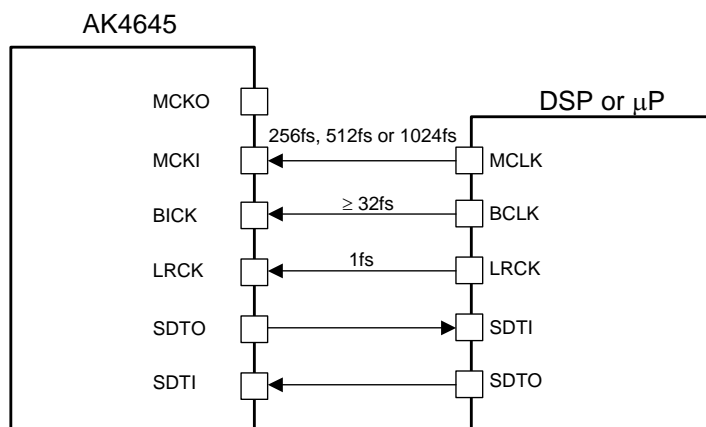 AK4645
DSP or μP
MCKO
256fs, 512fs or 1024fs
MCKI
MCLK
≥ 32fs
BICK
BCLK
1fs
LRCK
LRCK
SDTO
SDTI
SDTI
SDTO